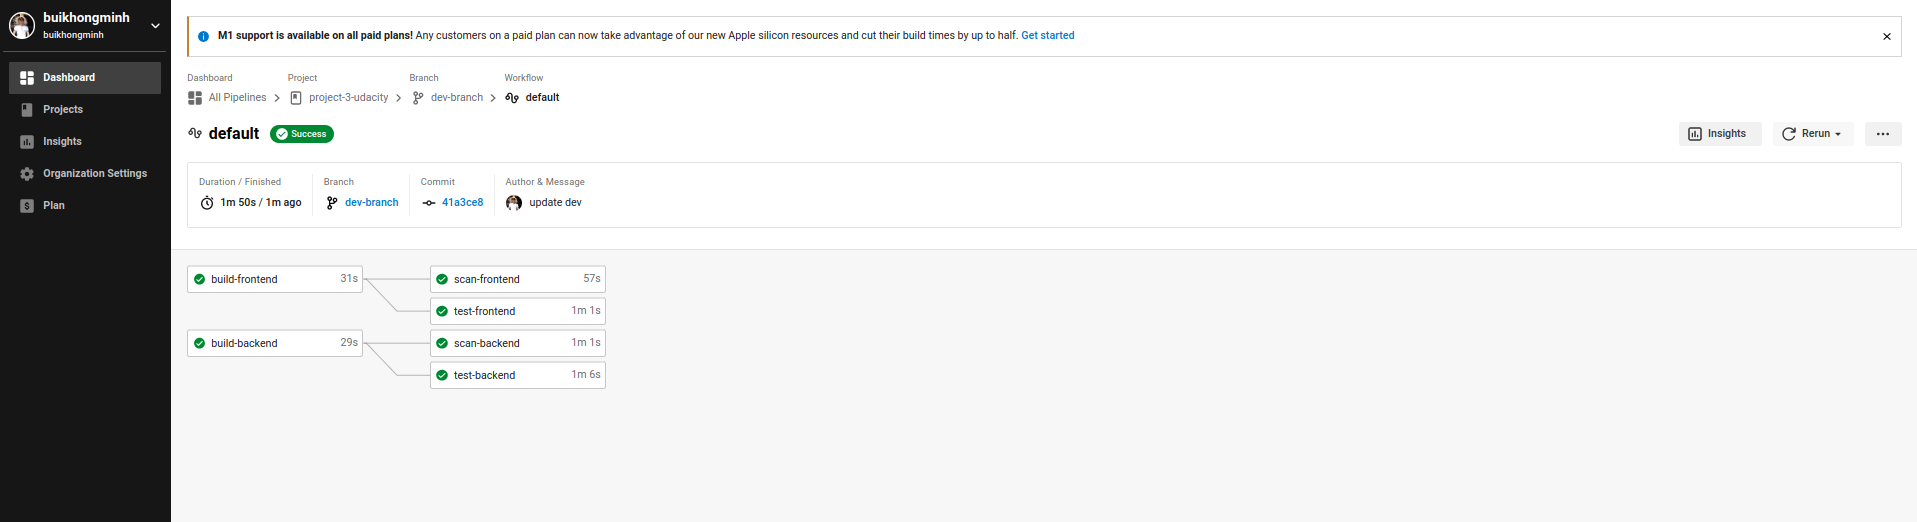 buikhongminh
buikhongminh
Dashboard
Projects
Insights
Organization Settings
Plan
M1 support is available on all paid plans! Any customers on a paid plan can now take advantage of our new Apple silicon resources and cut their build times by up to half. Get started
Dashboard Project Branch Workflow
All Pipelines project-3-udacity dev-branch default
default Success Insights Rerun
Duration / Finished Branch Commit Author & Message
1m 50s / 1m ago dev-branch 41a3ce8 update dev
build-frontend 31s scan-frontend 57s
test-frontend 1m 1s
build-backend 29s scan-backend 1m 1s
test-backend 1m 6s